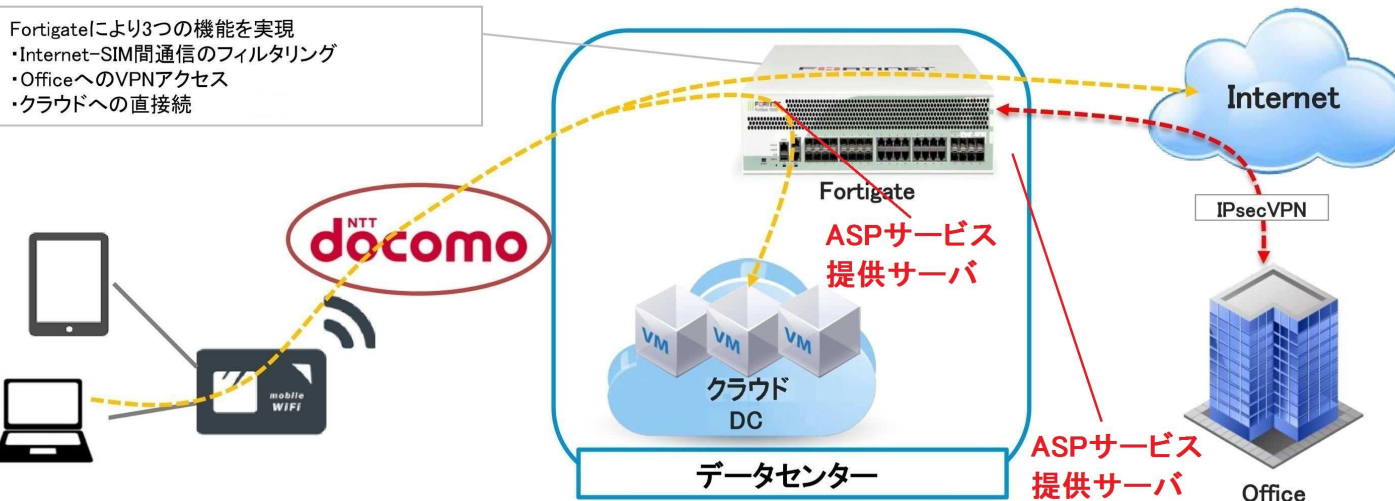 Fortigateにより3つの機能を実現
・Internet-SIM間通信のフィルタリング
・OfficeへのVPNアクセス
・クラウドへの直接続
FORTINET
Internet
Fortigate
IPsecVPN
NTT
docomo
ASPサービス
提供サーバ
VM
VM
VM
クラウド
DC
mobile
WiFi
ASPサービス
提供サーバ
データセンター
Office